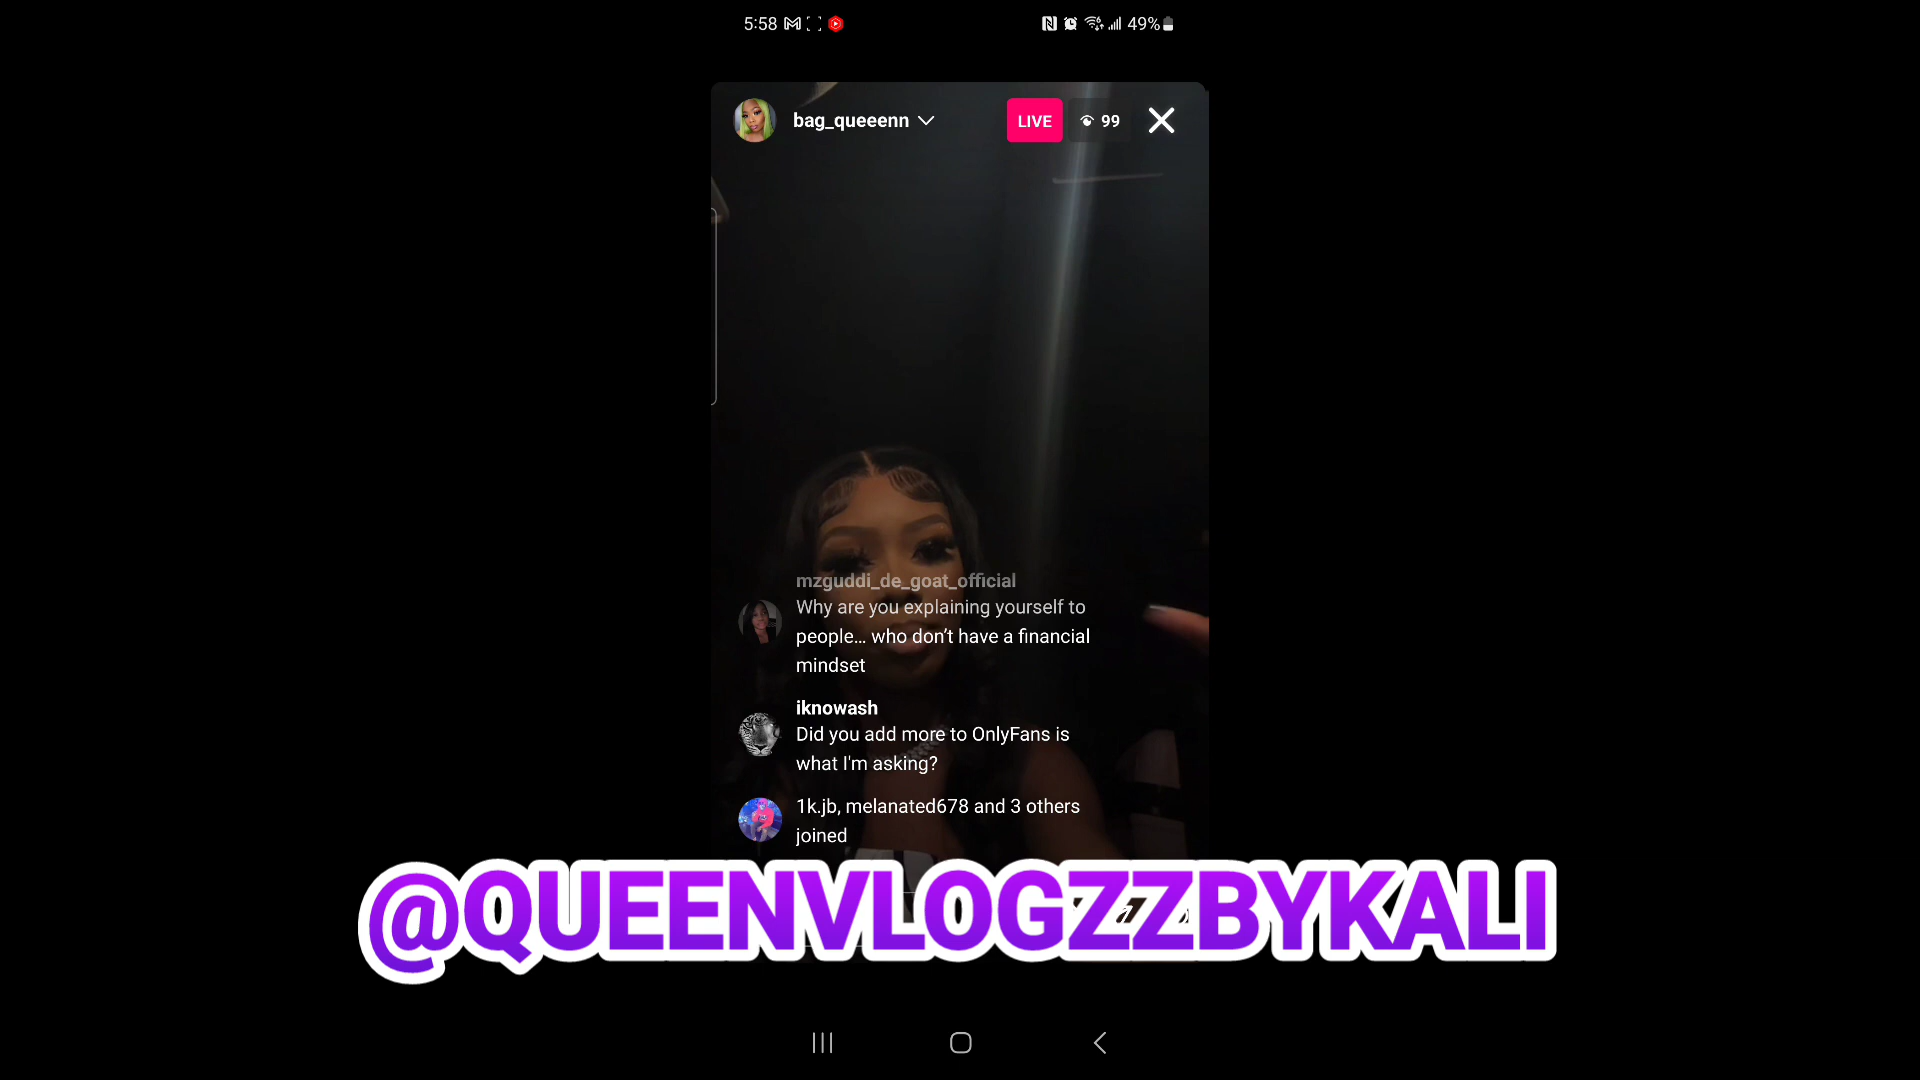 5:58
49%
bag_queeenn
LIVE
99
mzguddi_de_goat_official
Why are you explaining yourself to
people... who don't have a financial
mindset
iknowash
Did you add more to OnlyFans is
what I'm asking?
1k.jb, melanated678 and 3 others
joined
@QUEENVLOGZZBYKALI